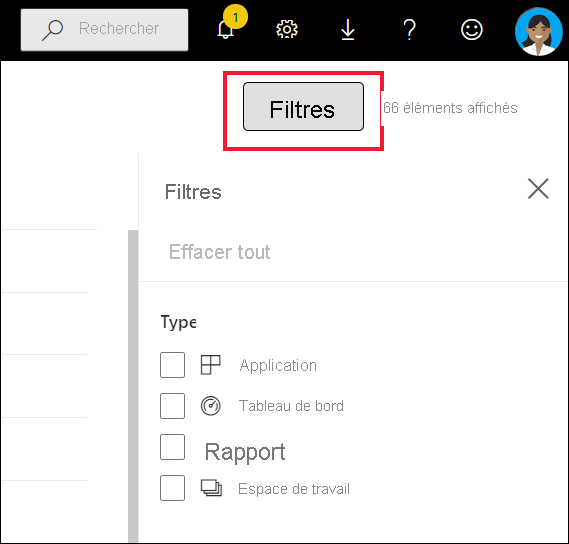 Rechercher
1
?
Filtres
66 éléments affichés
Filtres
Effacer tout
Type
Application
Tableau de bord
Rapport
Espace de travail